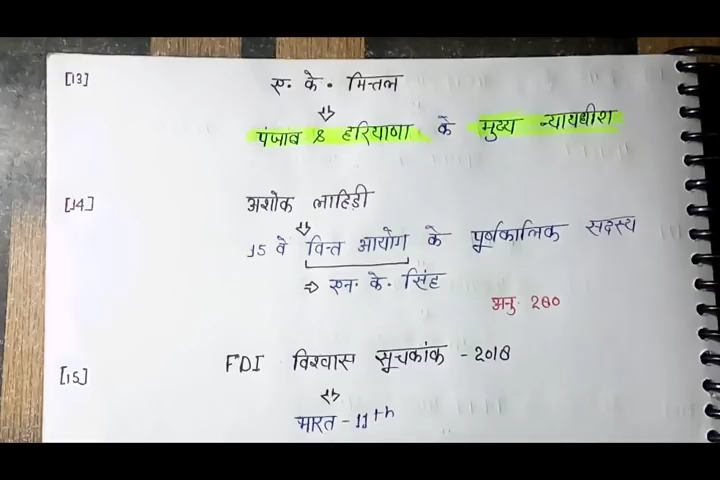 [13] ए. के. मित्तल
पंजाब & हरियाणा के मुख्य न्यायधीश
[14] अशोक लाहिड़ी
15 वे वित्त आयोग के पूर्णकालिक सदस्य
⇒ एन. के. सिंह
अनु. 280
[15] FDI विश्वास सूचकांक - 2018
भारत - 11th